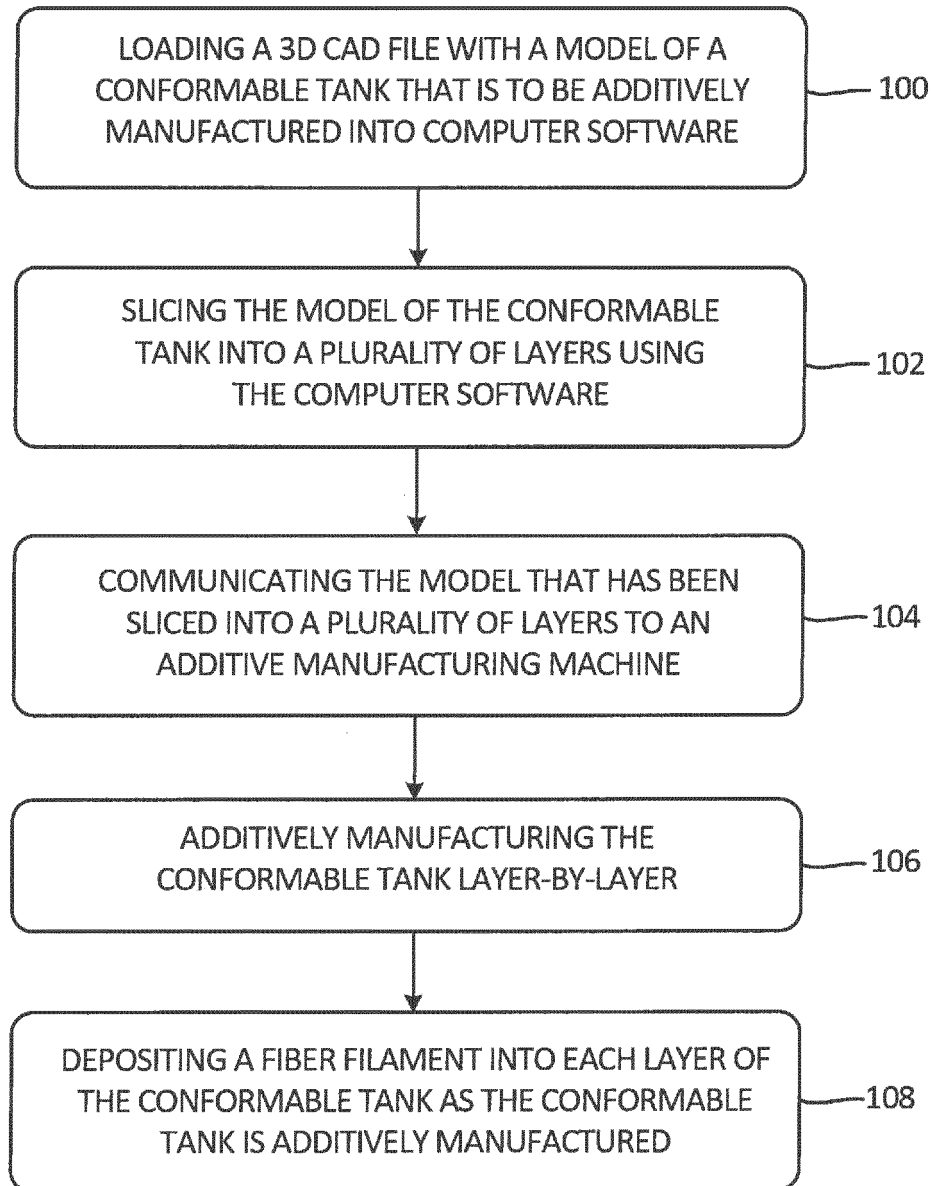 LOADING A 3D CAD FILE WITH A MODEL OF A
CONFORMABLE TANK THAT IS TO BE ADDITIVELY
MANUFACTURED INTO COMPUTER SOFTWARE
100
SLICING THE MODEL OF THE CONFORMABLE
TANK INTO A PLURALITY OF LAYERS USING
THE COMPUTER SOFTWARE
102
COMMUNICATING THE MODEL THAT HAS BEEN
SLICED INTO A PLURALITY OF LAYERS TO AN
ADDITIVE MANUFACTURING MACHINE
104
ADDITIVELY MANUFACTURING THE
CONFORMABLE TANK LAYER-BY-LAYER
106
DEPOSITING A FIBER FILAMENT INTO EACH LAYER OF
THE CONFORMABLE TANK AS THE CONFORMABLE
TANK IS ADDITIVELY MANUFACTURED
108